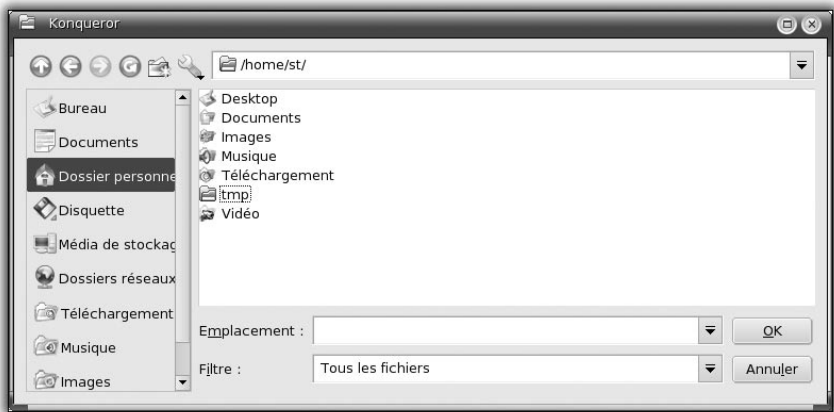 Konqueror
/home/st/
Bureau
Documents
Dossier personne
Disquette
Média de stockag
Dossiers réseaux
Téléchargement
Musique
Images
Desktop
Documents
Images
Musique
Téléchargement
tmp
Vidéo
Emplacement :
OK
Filtre :
Tous les fichiers
Annuler